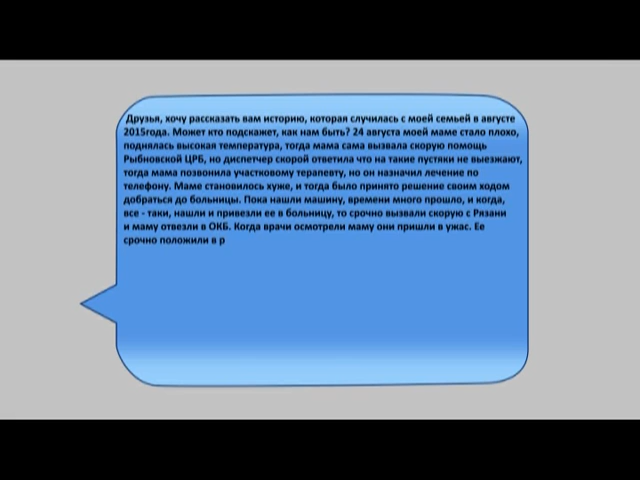 Друзья, хочу рассказать вам историю, которая случилась с моей семьей в августе
2015года. Может кто подскажет, как нам быть? 24 августа моей маме стало плохо,
поднялась высокая температура, тогда мама сама вызвала скорую помощь
Рыбновской ЦРБ, но диспетчер скорой ответила что на такие пустяки не выезжают,
тогда мама позвонила участковому терапевту, но он назначил лечение по
телефону. Маме становилось хуже, и тогда было принято решение своим ходом
добраться до больницы. Пока нашли машину, времени много прошло, и когда,
все - таки, нашли и привезли ее в больницу, то срочно вызвали скорую с Рязани
и маму отвезли в ОКБ. Когда врачи осмотрели маму они пришли в ужас. Ее
срочно положили в р